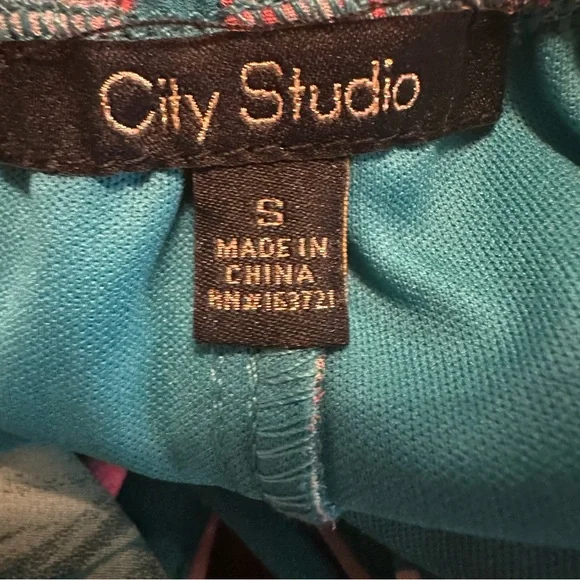 City Studio
S
MADE IN
CHINA
RN#163721